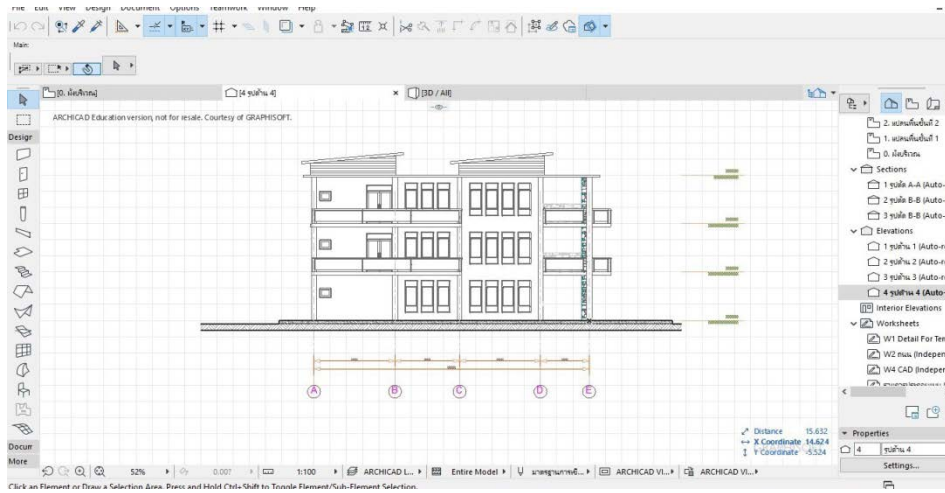 File Edit View Design Document Options Teamwork Window Help
Main:
[0. ผังบริเวณ]
[4 รูปด้าน 4]
[3D / All]
ARCHICAD Education version, not for resale. Courtesy of GRAPHISOFT.
Design
2. แปลนพื้นชั้นที่ 2
1. แปลนพื้นชั้นที่ 1
0. ผังบริเวณ
Sections
1 รูปตัด A-A (Auto-
2 รูปตัด B-B (Auto-
3 รูปตัด B-B (Auto-
Elevations
1 รูปด้าน 1 (Auto-r
2 รูปด้าน 2 (Auto-r
3 รูปด้าน 3 (Auto-r
4 รูปด้าน 4 (Auto-
Interior Elevations
Worksheets
W1 Detail For Ter
W2 ถนน (Indepen
W4 CAD (Indepen
A B C D E
Distance 15.632
X Coordinate 14.624
Y Coordinate -5.524
Properties
4 รูปด้าน 4
Settings...
Docum
More
52% 0.00° 1:100 ARCHICAD L... Entire Model ARCHICAD VI... ARCHICAD VI...
Click an Element or Draw a Selection Area. Press and Hold Ctrl+Shift to Toggle Element/Sub-Element Selection.